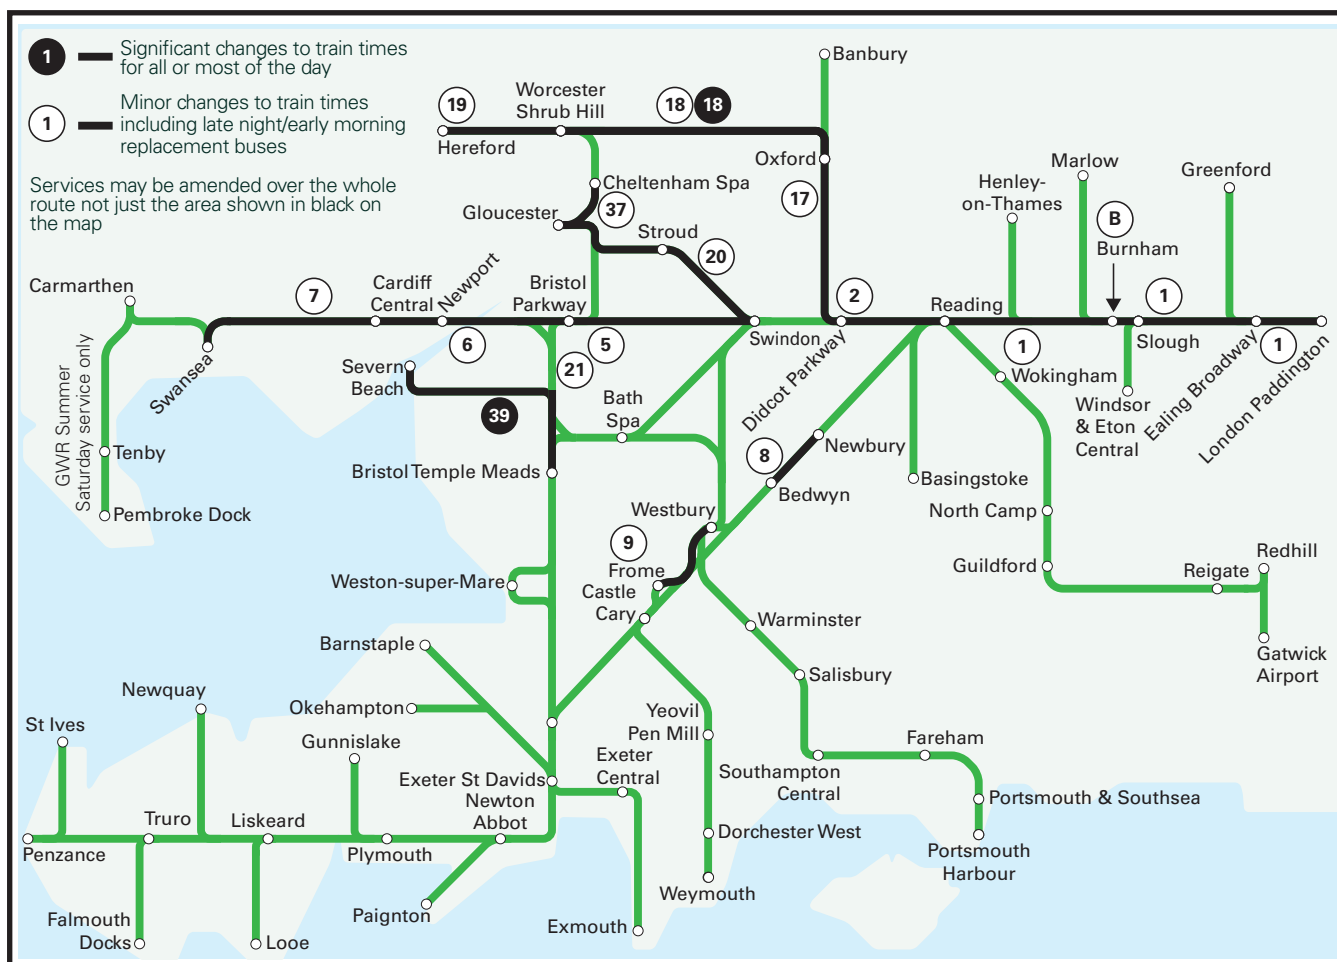 1
Significant changes to train times
for all or most of the day
1
Minor changes to train times
including late night/early morning
replacement buses
Services may be amended over the whole
route not just the area shown in black on
the map
Banbury
19
Worcester
Shrub Hill
18
18
Hereford
Oxford
Cheltenham Spa
17
37
Gloucester
Stroud
20
Marlow
Henley-
on-Thames
Greenford
B
Burnham
Carmarthen
7
Cardiff
Central
Newport
Bristol
Parkway
2
Reading
1
Swansea
6
5
Swindon
Didcot Parkway
1
Slough
Ealing Broadway
1
London Paddington
GWR Summer
Saturday service only
Severn
Beach
21
39
Bath
Spa
Wokingham
Windsor
& Eton
Central
Tenby
Bristol Temple Meads
8
Newbury
Bedwyn
Basingstoke
Pembroke Dock
Westbury
North Camp
9
Frome
Castle
Cary
Weston-super-Mare
Guildford
Reigate
Redhill
Gatwick
Airport
Warminster
Barnstaple
Salisbury
Newquay
Okehampton
St Ives
Gunnislake
Yeovil
Pen Mill
Exeter St Davids
Exeter
Central
Southampton
Central
Fareham
Newton
Abbot
Portsmouth & Southsea
Truro
Liskeard
Penzance
Plymouth
Dorchester West
Portsmouth
Harbour
Weymouth
Falmouth
Docks
Looe
Paignton
Exmouth